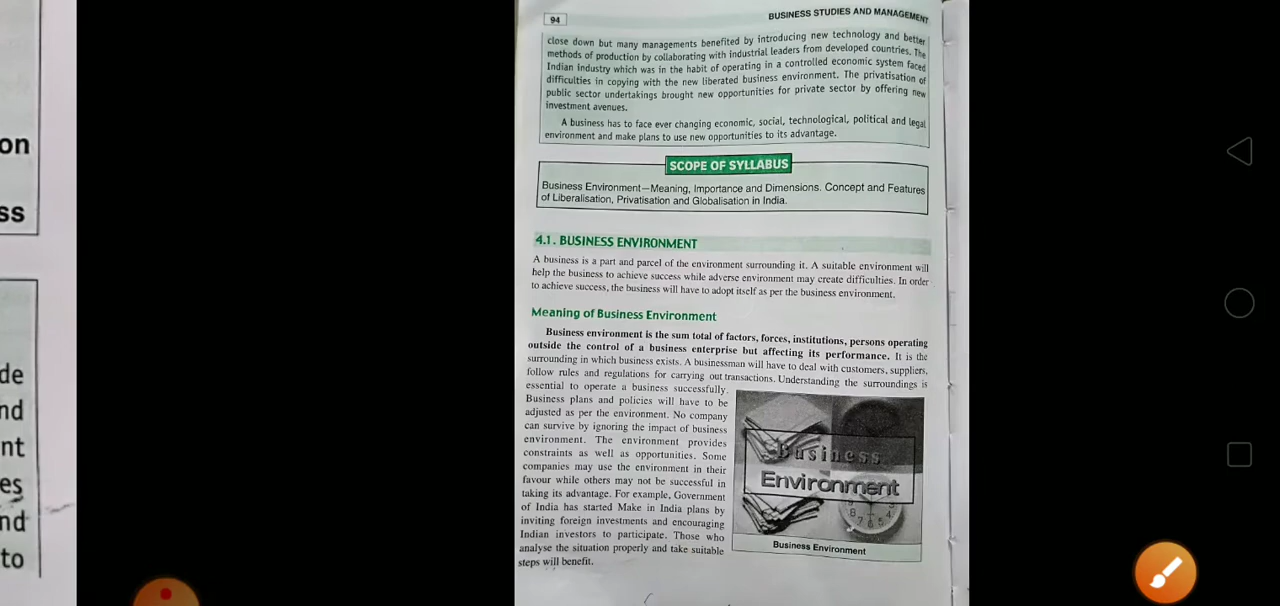 on
ss
de
nd
nt
es
nd
to
94
BUSINESS STUDIES AND MANAGEMENT
close down but many managements benefited by introducing new technology and better
methods of production by collaborating with industrial leaders from developed countries. The
Indian industry which was in the habit of operating in a controlled economic system faced
difficulties in copying with the new liberated business environment. The privatisation of
public sector undertakings brought new opportunities for private sector by offering new
investment avenues.
A business has to face ever changing economic, social, technological, political and legal
environment and make plans to use new opportunities to its advantage.
SCOPE OF SYLLABUS
Business Environment—Meaning, Importance and Dimensions. Concept and Features
of Liberalisation, Privatisation and Globalisation in India.
4.1. BUSINESS ENVIRONMENT
A business is a part and parcel of the environment surrounding it. A suitable environment will
help the business to achieve success while adverse environment may create difficulties. In order
to achieve success, the business will have to adopt itself as per the business environment.
Meaning of Business Environment
Business environment is the sum total of factors, forces, institutions, persons operating
outside the control of a business enterprise but affecting its performance. It is the
surrounding in which business exists. A businessman will have to deal with customers, suppliers,
follow rules and regulations for carrying out transactions. Understanding the surroundings is
essential to operate a business successfully.
Business plans and policies will have to be
adjusted as per the environment. No company
can survive by ignoring the impact of business
environment. The environment provides
constraints as well as opportunities. Some
companies may use the environment in their
favour while others may not be successful in
taking its advantage. For example, Government
of India has started Make in India plans by
inviting foreign investments and encouraging
Indian investors to participate. Those who
analyse the situation properly and take suitable
steps will benefit.
Business
Environment
8 7 6 5 4
Business Environment